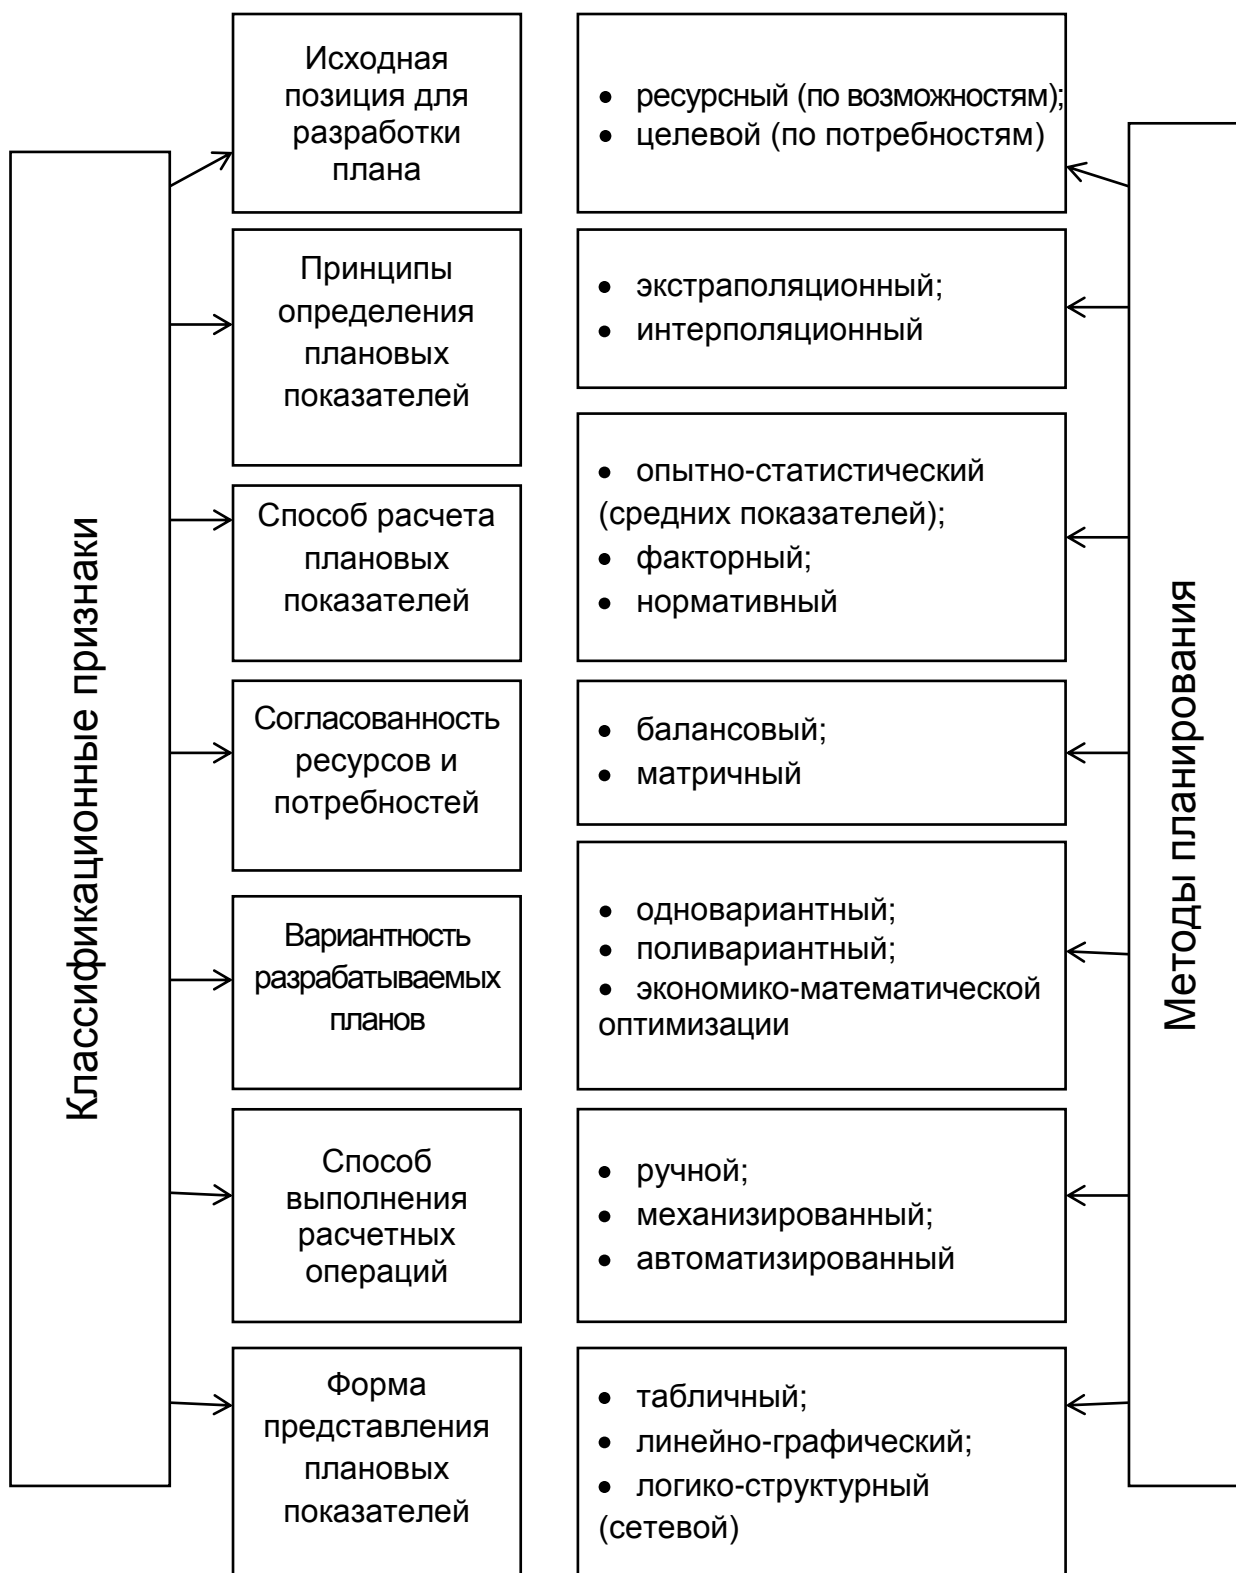 Классификационные признаки
Исходная
позиция для
разработки
плана
• ресурсный (по возможностям);
• целевой (по потребностям)
Принципы
определения
плановых
показателей
• экстраполяционный;
• интерполяционный
Способ расчета
плановых
показателей
• опытно-статистический
(средних показателей);
• факторный;
• нормативный
Согласованность
ресурсов и
потребностей
• балансовый;
• матричный
Вариантность
разрабатываемых
планов
• одновариантный;
• поливариантный;
• экономико-математической
оптимизации
Способ
выполнения
расчетных
операций
• ручной;
• механизированный;
• автоматизированный
Форма
представления
плановых
показателей
• табличный;
• линейно-графический;
• логико-структурный
(сетевой)
Методы планирования